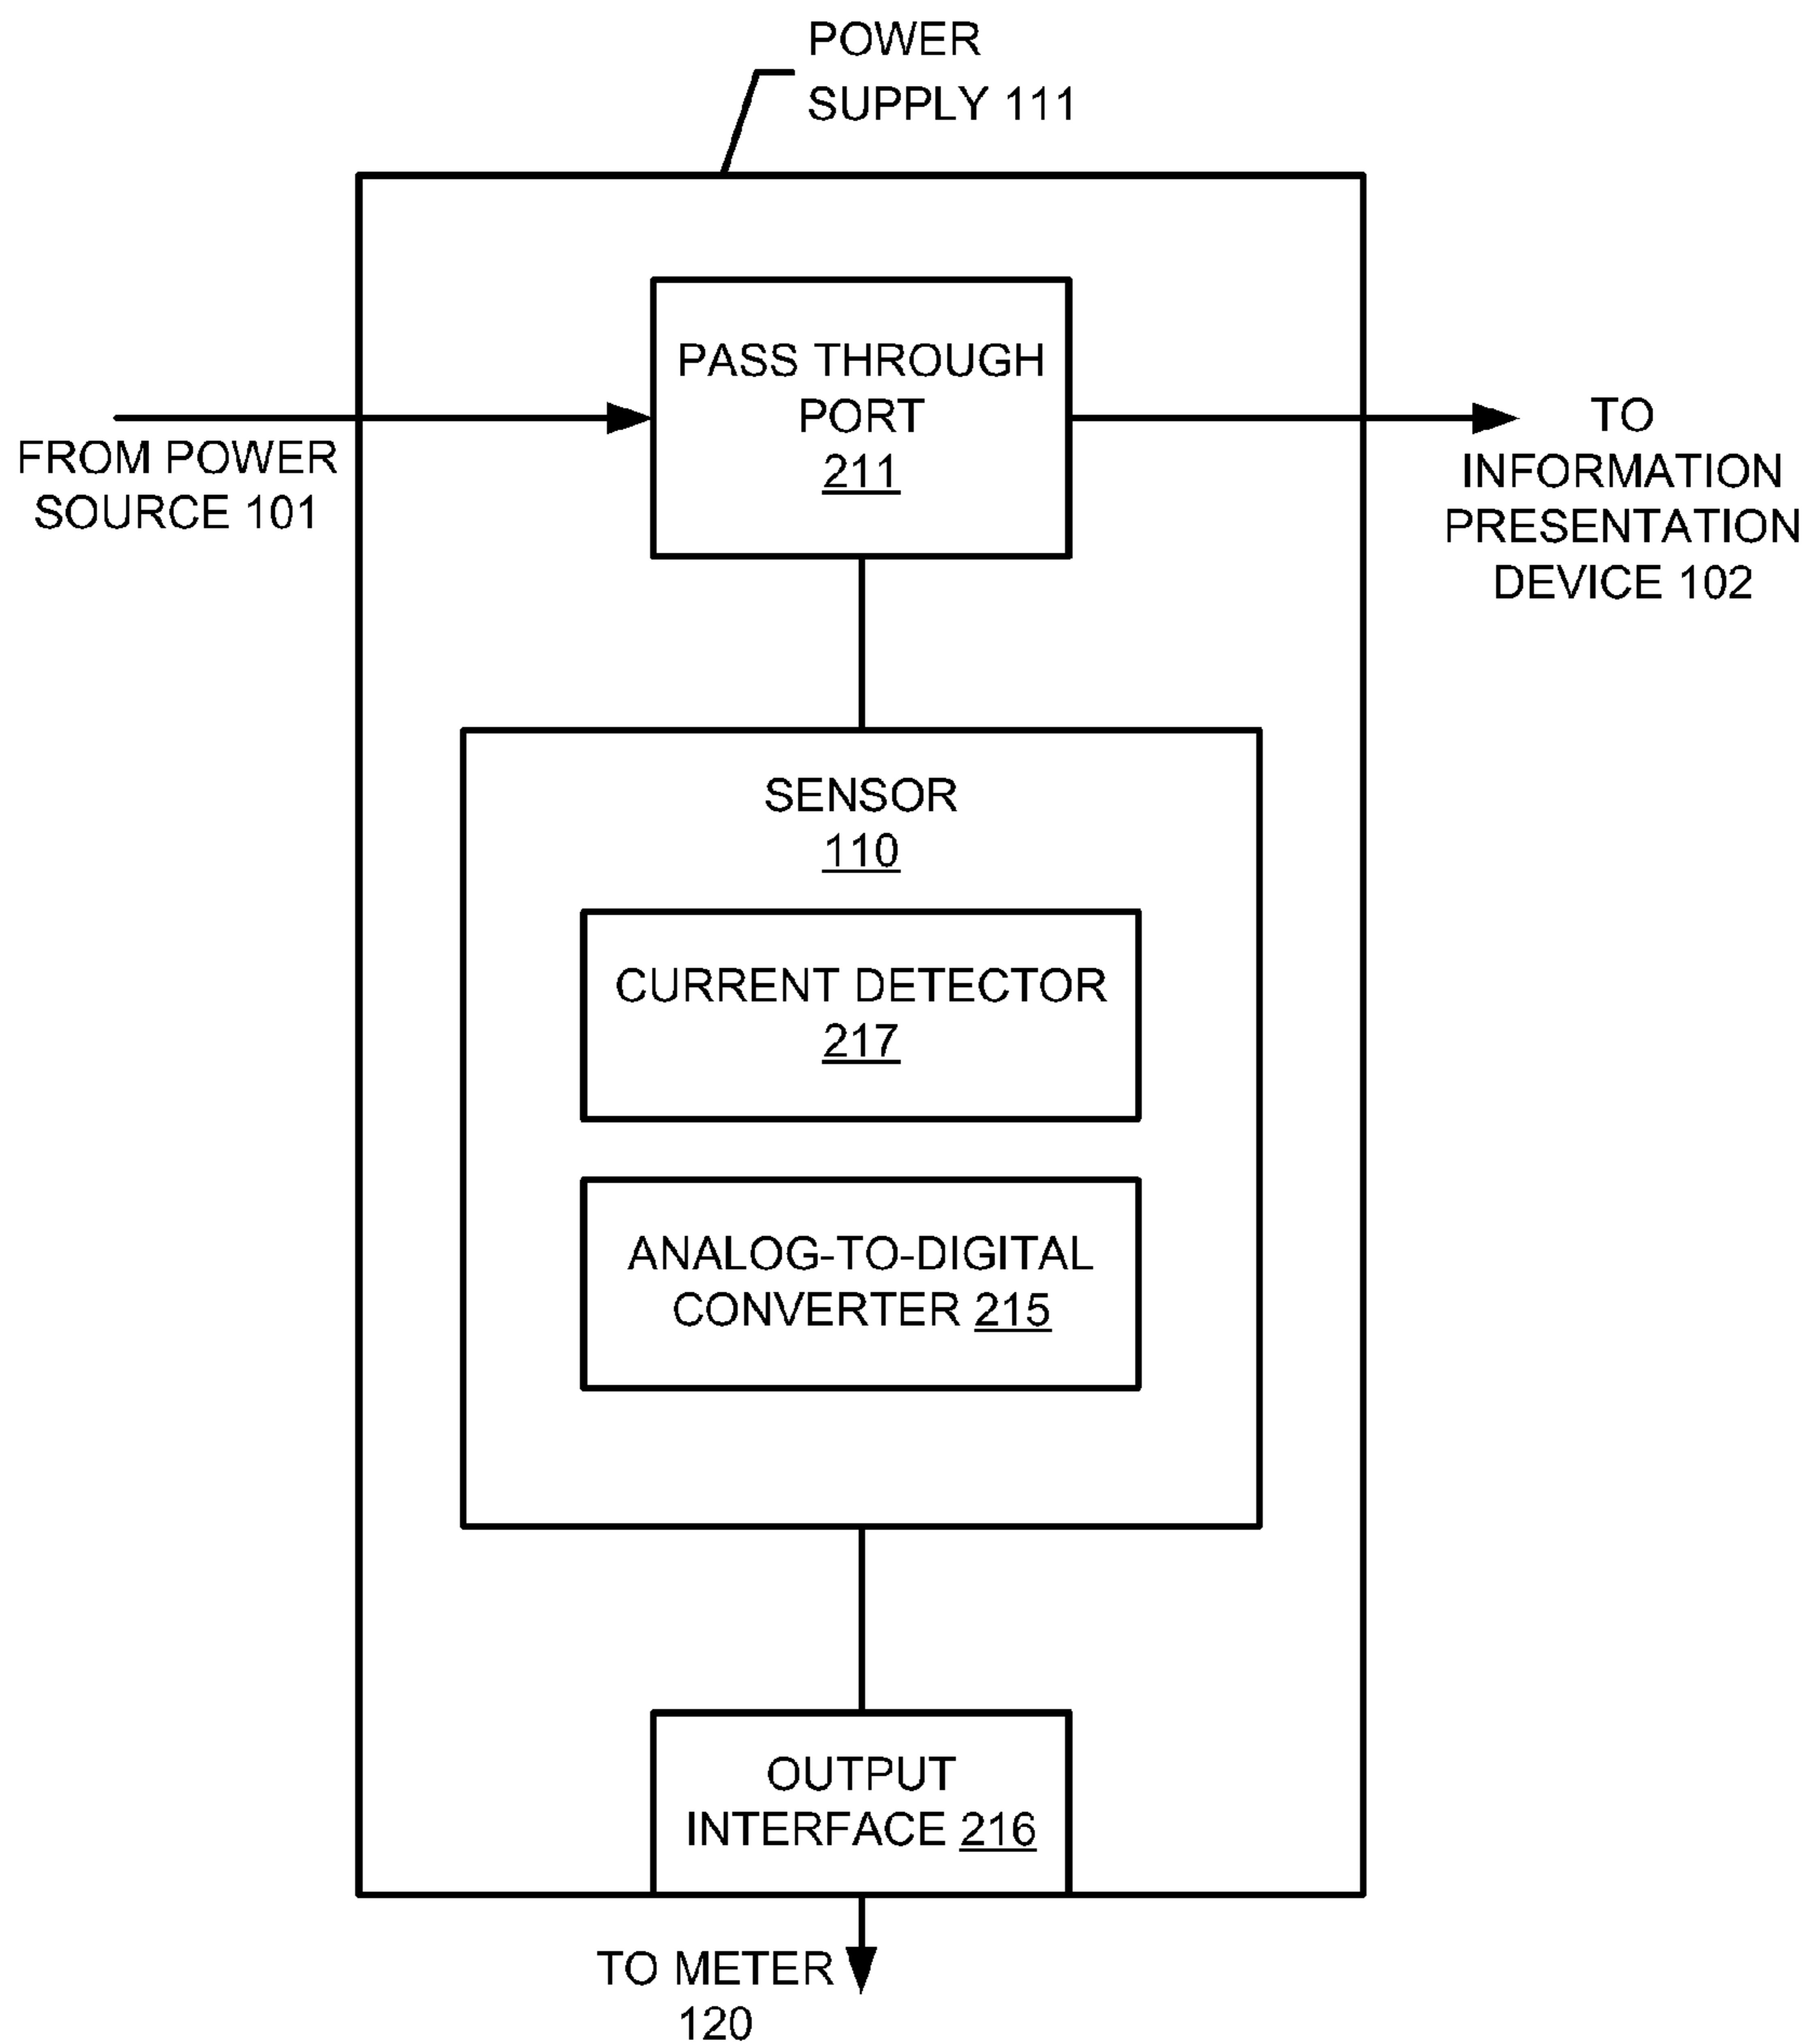 POWER
SUPPLY 111
PASS THROUGH
PORT
211
FROM POWER
SOURCE 101
TO
INFORMATION
PRESENTATION
DEVICE 102
SENSOR
110
CURRENT DETECTOR
217
ANALOG-TO-DIGITAL
CONVERTER 215
OUTPUT
INTERFACE 216
TO METER
120